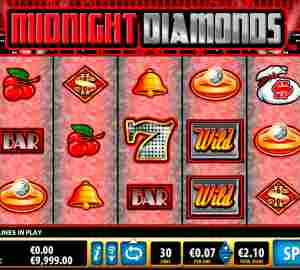 MIDNIGHT DIAMONDS
BAR
7
Wild
BAR
Wild
LINES IN PLAY
€0.00
€9,999.00
30
€0.07
€2.10
SP